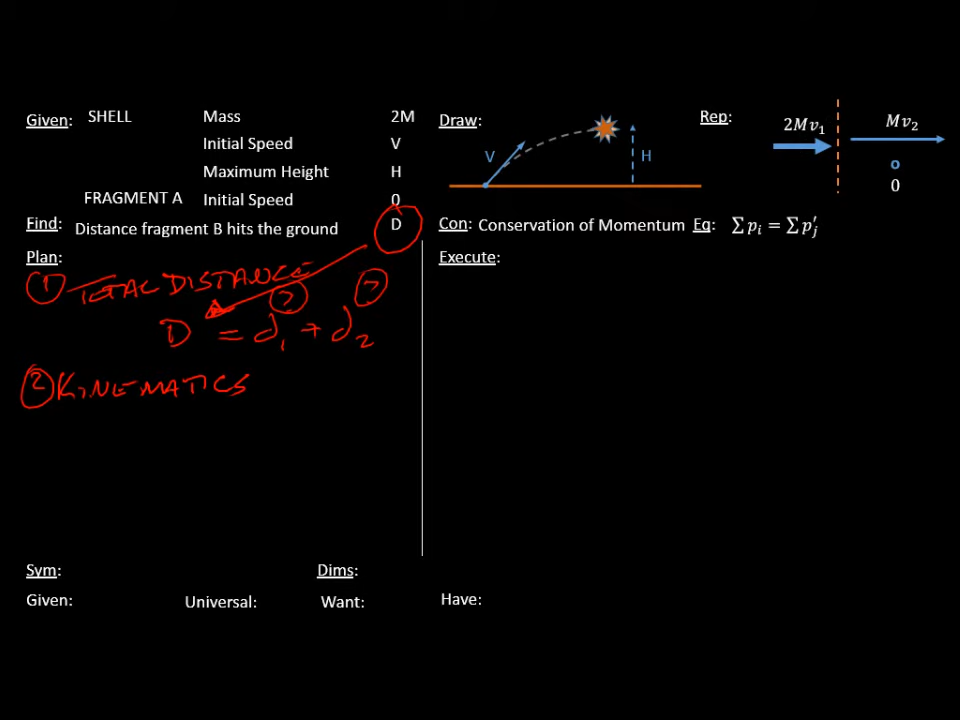 Given: SHELL Mass 2M
Initial Speed V
Maximum Height H
FRAGMENT A Initial Speed 0
Find: Distance fragment B hits the ground D
Plan:
① TOTAL DISTANCE
? ?
D = d₁ + d₂
② KINEMATICS
Draw:
V
H
Rep:
2Mv₁
Mv₂
o
0
Con: Conservation of Momentum Eq: ∑ pᵢ = ∑ p′ⱼ
Execute:
Sym: Dims:
Given: Universal: Want: Have: